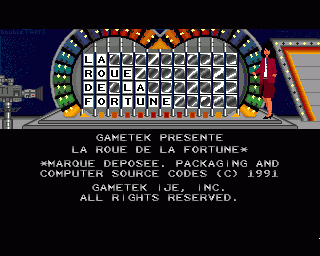 LA
ROUE
DE LA
FORTUNE
GAMETEK PRESENTE
LA ROUE DE LA FORTUNE*
*MARQUE DEPOSEE. PACKAGING AND
COMPUTER SOURCE CODES (C) 1991
GAMETEK IJE, INC.
ALL RIGHTS RESERVED.